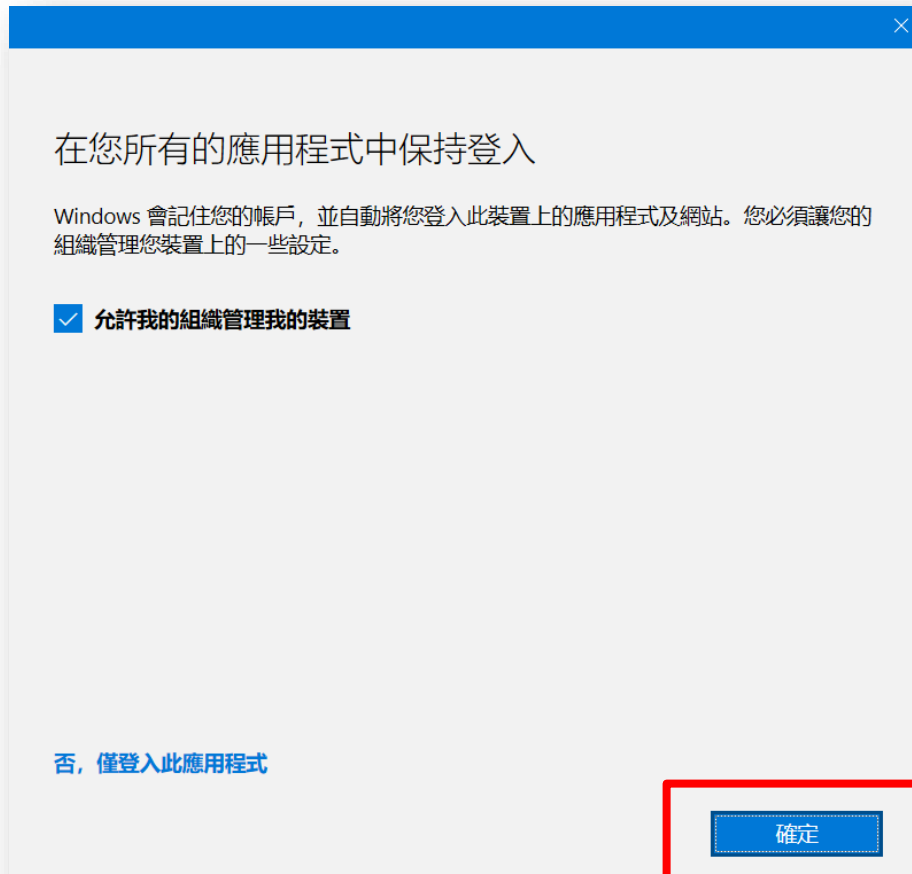 在您所有的應用程式中保持登入
Windows 會記住您的帳戶，並自動將您登入此裝置上的應用程式及網站。您必須讓您的
組織管理您裝置上的一些設定。
允許我的組織管理我的裝置
否，僅登入此應用程式
確定